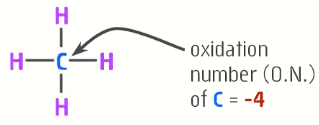 H
H—C—H
H
oxidation
number (O.N.)
of C = -4